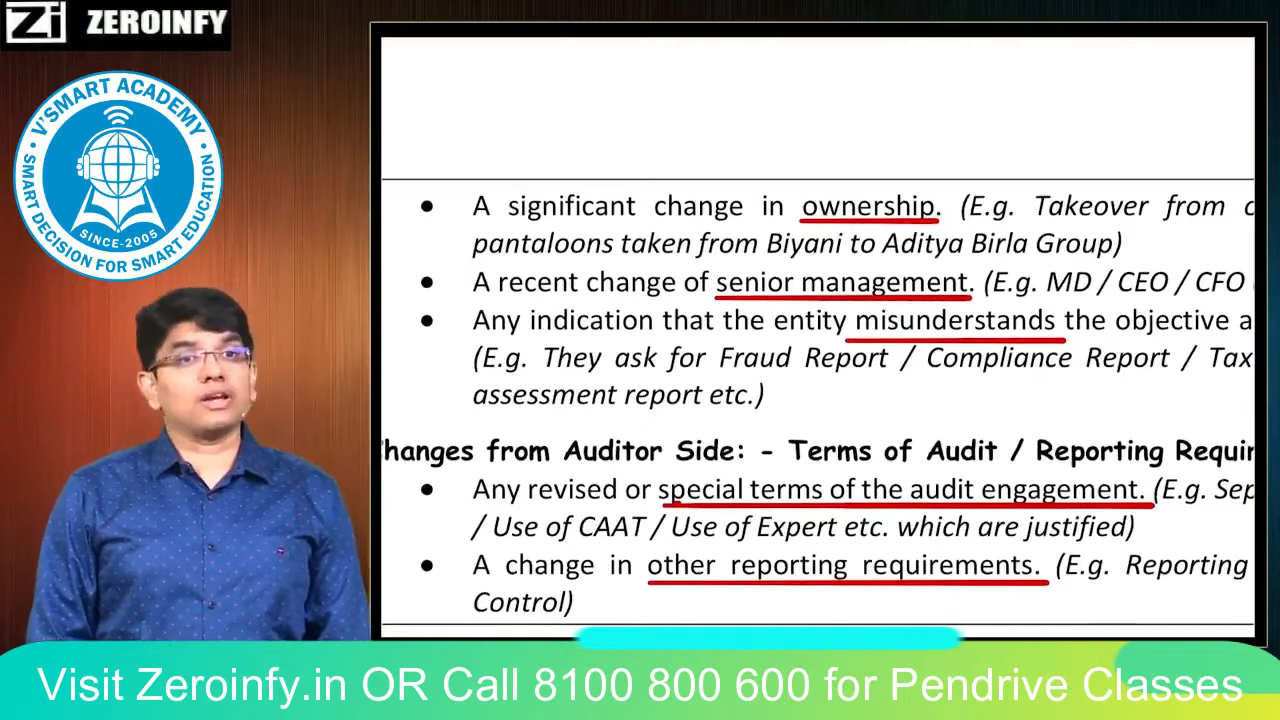 Zi ZEROINFY
V'SMART ACADEMY
SMART DECISION FOR SMART EDUCATION
SINCE-2005
• A significant change in ownership. (E.g. Takeover from
pantaloons taken from Biyani to Aditya Birla Group)
• A recent change of senior management. (E.g. MD / CEO / CFO
• Any indication that the entity misunderstands the objective
(E.g. They ask for Fraud Report / Compliance Report / Tax
assessment report etc.)
hanges from Auditor Side: - Terms of Audit / Reporting Requir
• Any revised or special terms of the audit engagement. (E.g. Sep
/ Use of CAAT / Use of Expert etc. which are justified)
• A change in other reporting requirements. (E.g. Reporting
Control)
Visit Zeroinfy.in OR Call 8100 800 600 for Pendrive Classes